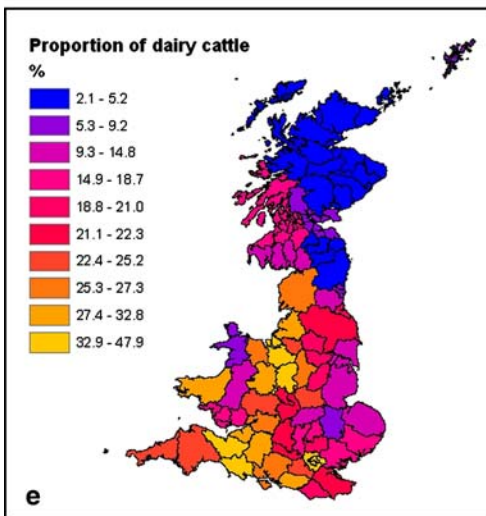 Proportion of dairy cattle
%
2.1 - 5.2
5.3 - 9.2
9.3 - 14.8
14.9 - 18.7
18.8 - 21.0
21.1 - 22.3
22.4 - 25.2
25.3 - 27.3
27.4 - 32.8
32.9 - 47.9
e